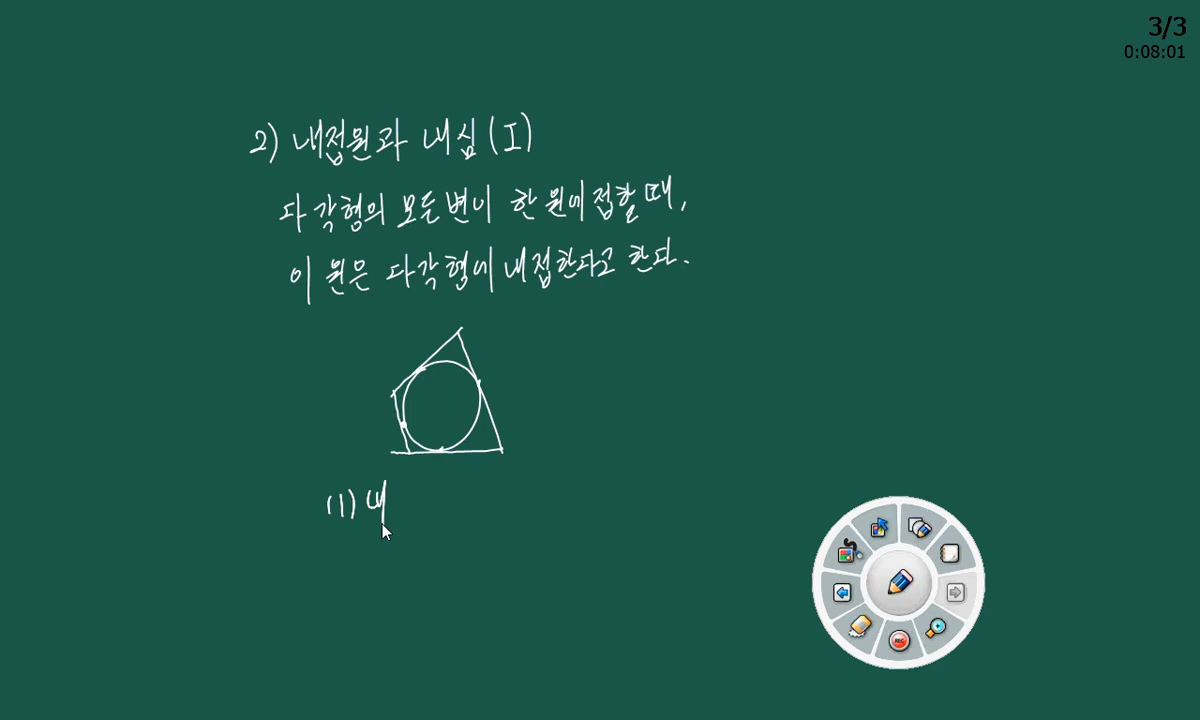 3/3
0:08:01
2) 내접원과 내심(I)
다각형의 모든변이 한원에접할때,
이 원은 다각형에 내접한다고 한다.
(1) 내
REC